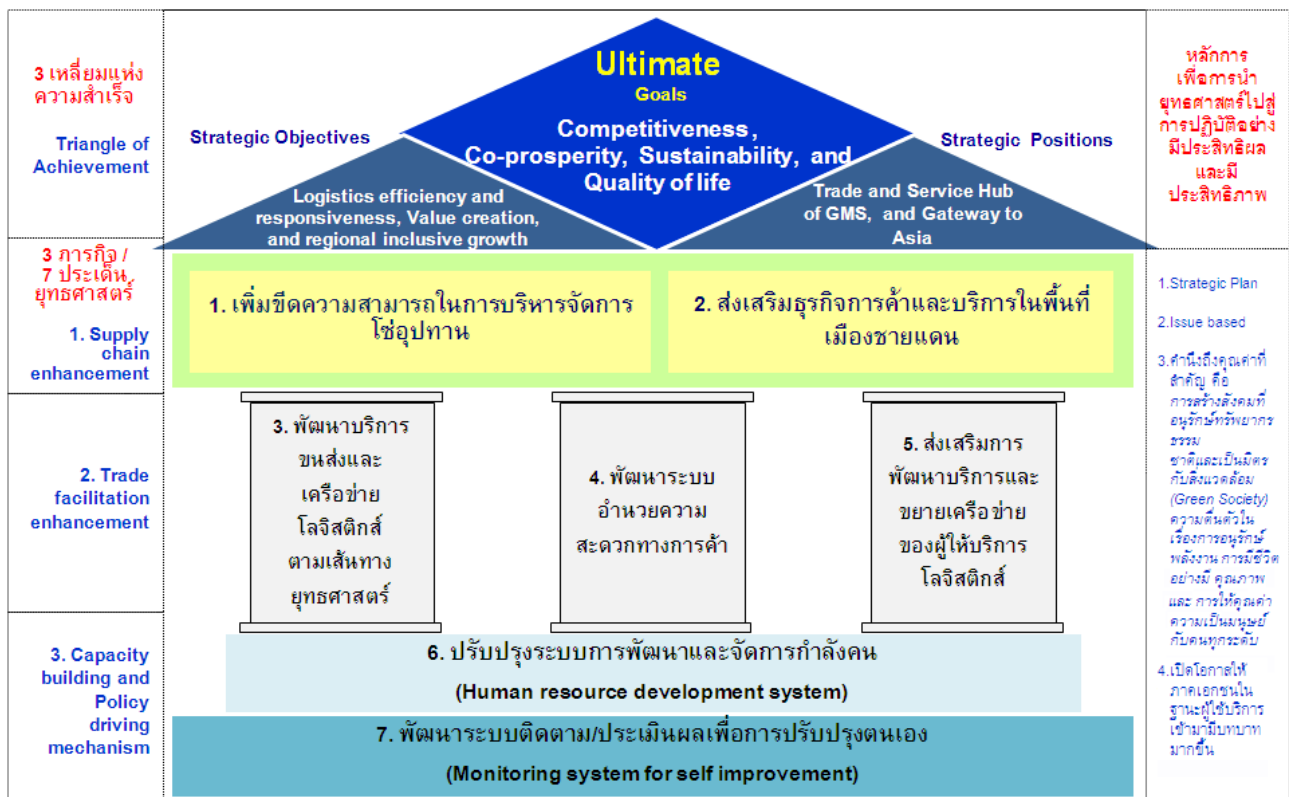 3 เหลี่ยมแห่ง
ความสำเร็จ
Triangle of
Achievement
Strategic Objectives
Ultimate
Goals
Competitiveness,
Co-prosperity, Sustainability, and
Quality of life
Strategic Positions
Logistics efficiency and
responsiveness, Value creation,
and regional inclusive growth
Trade and Service Hub
of GMS, and Gateway to
Asia
หลักการ
เพื่อการนำ
ยุทธศาสตร์ไปสู่
การปฏิบัติอย่าง
มีประสิทธิผล
และมี
ประสิทธิภาพ
3 ภารกิจ /
7 ประเด็น
ยุทธศาสตร์
1. Supply
chain
enhancement
1. เพิ่มขีดความสามารถในการบริหารจัดการ
โซ่อุปทาน
2. ส่งเสริมธุรกิจการค้าและบริการในพื้นที่
เมืองชายแดน
2. Trade
facilitation
enhancement
3. พัฒนาบริการ
ขนส่งและ
เครือข่าย
โลจิสติกส์
ตามเส้นทาง
ยุทธศาสตร์
4. พัฒนาระบบ
อำนวยความ
สะดวกทางการค้า
5. ส่งเสริมการ
พัฒนาบริการและ
ขยายเครือข่าย
ของผู้ให้บริการ
โลจิสติกส์
3. Capacity
building and
Policy
driving
mechanism
6. ปรับปรุงระบบการพัฒนาและจัดการกำลังคน
(Human resource development system)
7. พัฒนาระบบติดตาม/ประเมินผลเพื่อการปรับปรุงตนเอง
(Monitoring system for self improvement)
1.Strategic Plan
2.Issue based
3.คำนึงถึงคุณค่าที่
สำคัญ คือ
การสร้างสังคมที่
อนุรักษ์ทรัพยากร
ธรรม
ชาติและเป็นมิตร
กับสิ่งแวดล้อม
(Green Society)
ความตื่นตัวใน
เรื่องการอนุรักษ์
พลังงาน การมีชีวิต
อย่างมี คุณภาพ
และ การให้คุณค่า
ความเป็นมนุษย์
กับคนทุกระดับ
4.เปิดโอกาสให้
ภาคเอกชนใน
ฐานะผู้ใช้บริการ
เข้ามามีบทบาท
มากขึ้น